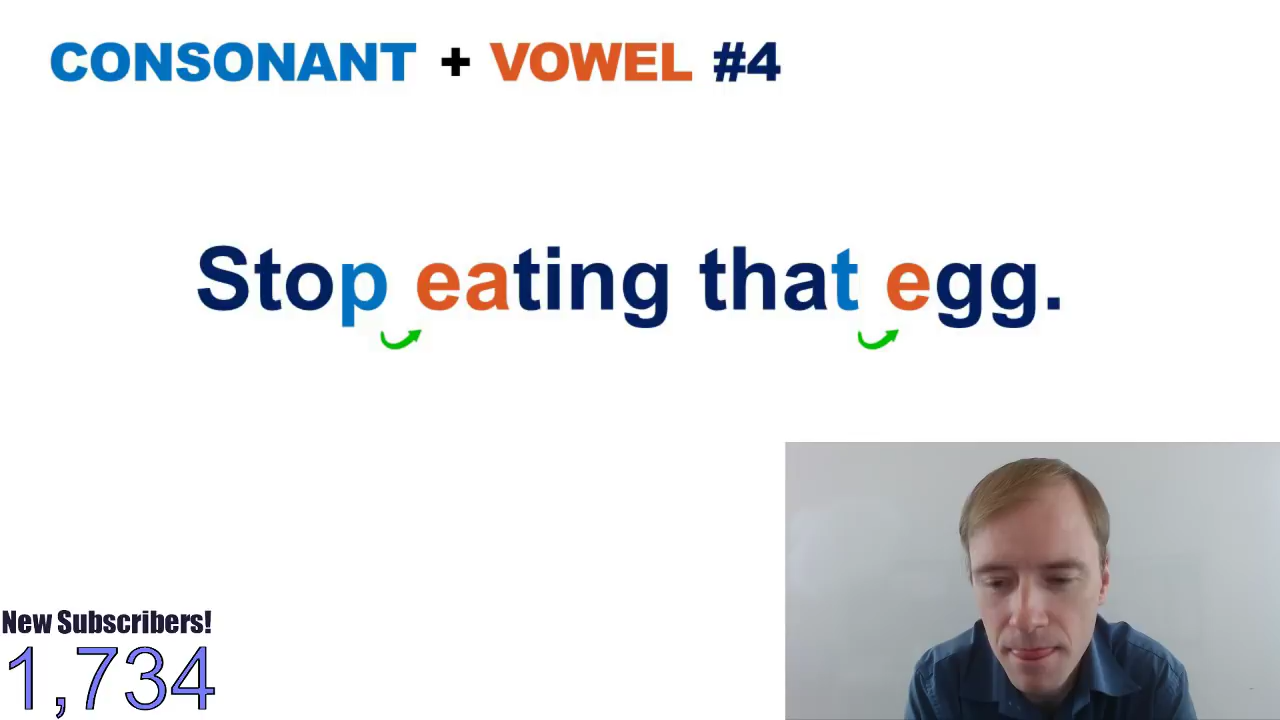 CONSONANT + VOWEL #4
Stop eating that egg.
New Subscribers!
1,734